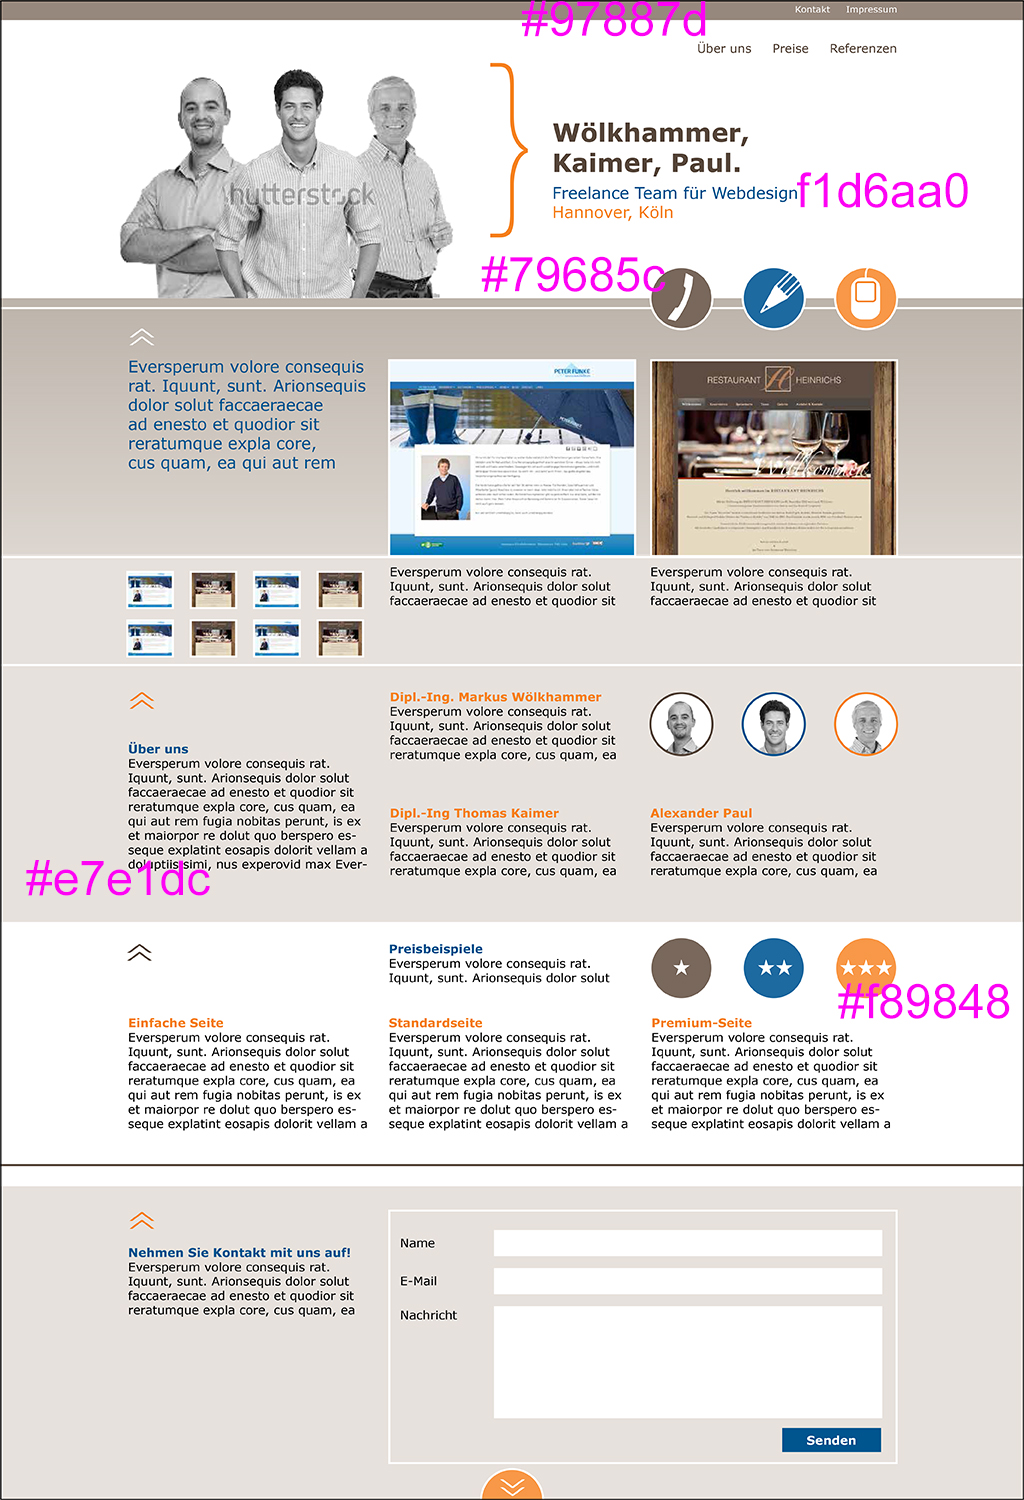 Kontakt Impressum
#97887d
Über uns Preise Referenzen
Wölkhammer,
Kaimer, Paul.
Freelance Team für Webdesign
f1d6aa0
Hannover, Köln
hutterstock
#79685c
Eversperum volore consequis
rat. Iquunt, sunt. Arionsequis
dolor solut faccaeraecae
ad enesto et quodior sit
reratumque expla core,
cus quam, ea qui aut rem
PETER FUNKE
RESTAURANT H HEINRICHS
Willkommen
Eversperum volore consequis rat.
Iquunt, sunt. Arionsequis dolor solut
faccaeraecae ad enesto et quodior sit
Eversperum volore consequis rat.
Iquunt, sunt. Arionsequis dolor solut
faccaeraecae ad enesto et quodior sit
Über uns
Eversperum volore consequis rat.
Iquunt, sunt. Arionsequis dolor solut
faccaeraecae ad enesto et quodior sit
reratumque expla core, cus quam, ea
qui aut rem fugia nobitas perunt, is ex
et maiorpor re dolut quo berspero es-
seque explatint eosapis dolorit vellam a
doluptissimi, nus experovid max Ever-
#e7e1dc
Dipl.-Ing. Markus Wölkhammer
Eversperum volore consequis rat.
Iquunt, sunt. Arionsequis dolor solut
faccaeraecae ad enesto et quodior sit
reratumque expla core, cus quam, ea
Dipl.-Ing Thomas Kaimer
Eversperum volore consequis rat.
Iquunt, sunt. Arionsequis dolor solut
faccaeraecae ad enesto et quodior sit
reratumque expla core, cus quam, ea
Alexander Paul
Eversperum volore consequis rat.
Iquunt, sunt. Arionsequis dolor solut
faccaeraecae ad enesto et quodior sit
reratumque expla core, cus quam, ea
Preisbeispiele
Eversperum volore consequis rat.
Iquunt, sunt. Arionsequis dolor solut
#f89848
Einfache Seite
Eversperum volore consequis rat.
Iquunt, sunt. Arionsequis dolor solut
faccaeraecae ad enesto et quodior sit
reratumque expla core, cus quam, ea
qui aut rem fugia nobitas perunt, is ex
et maiorpor re dolut quo berspero es-
seque explatint eosapis dolorit vellam a
Standardseite
Eversperum volore consequis rat.
Iquunt, sunt. Arionsequis dolor solut
faccaeraecae ad enesto et quodior sit
reratumque expla core, cus quam, ea
qui aut rem fugia nobitas perunt, is ex
et maiorpor re dolut quo berspero es-
seque explatint eosapis dolorit vellam a
Premium-Seite
Eversperum volore consequis rat.
Iquunt, sunt. Arionsequis dolor solut
faccaeraecae ad enesto et quodior sit
reratumque expla core, cus quam, ea
qui aut rem fugia nobitas perunt, is ex
et maiorpor re dolut quo berspero es-
seque explatint eosapis dolorit vellam a
Nehmen Sie Kontakt mit uns auf!
Eversperum volore consequis rat.
Iquunt, sunt. Arionsequis dolor solut
faccaeraecae ad enesto et quodior sit
reratumque expla core, cus quam, ea
Name
E-Mail
Nachricht
Senden